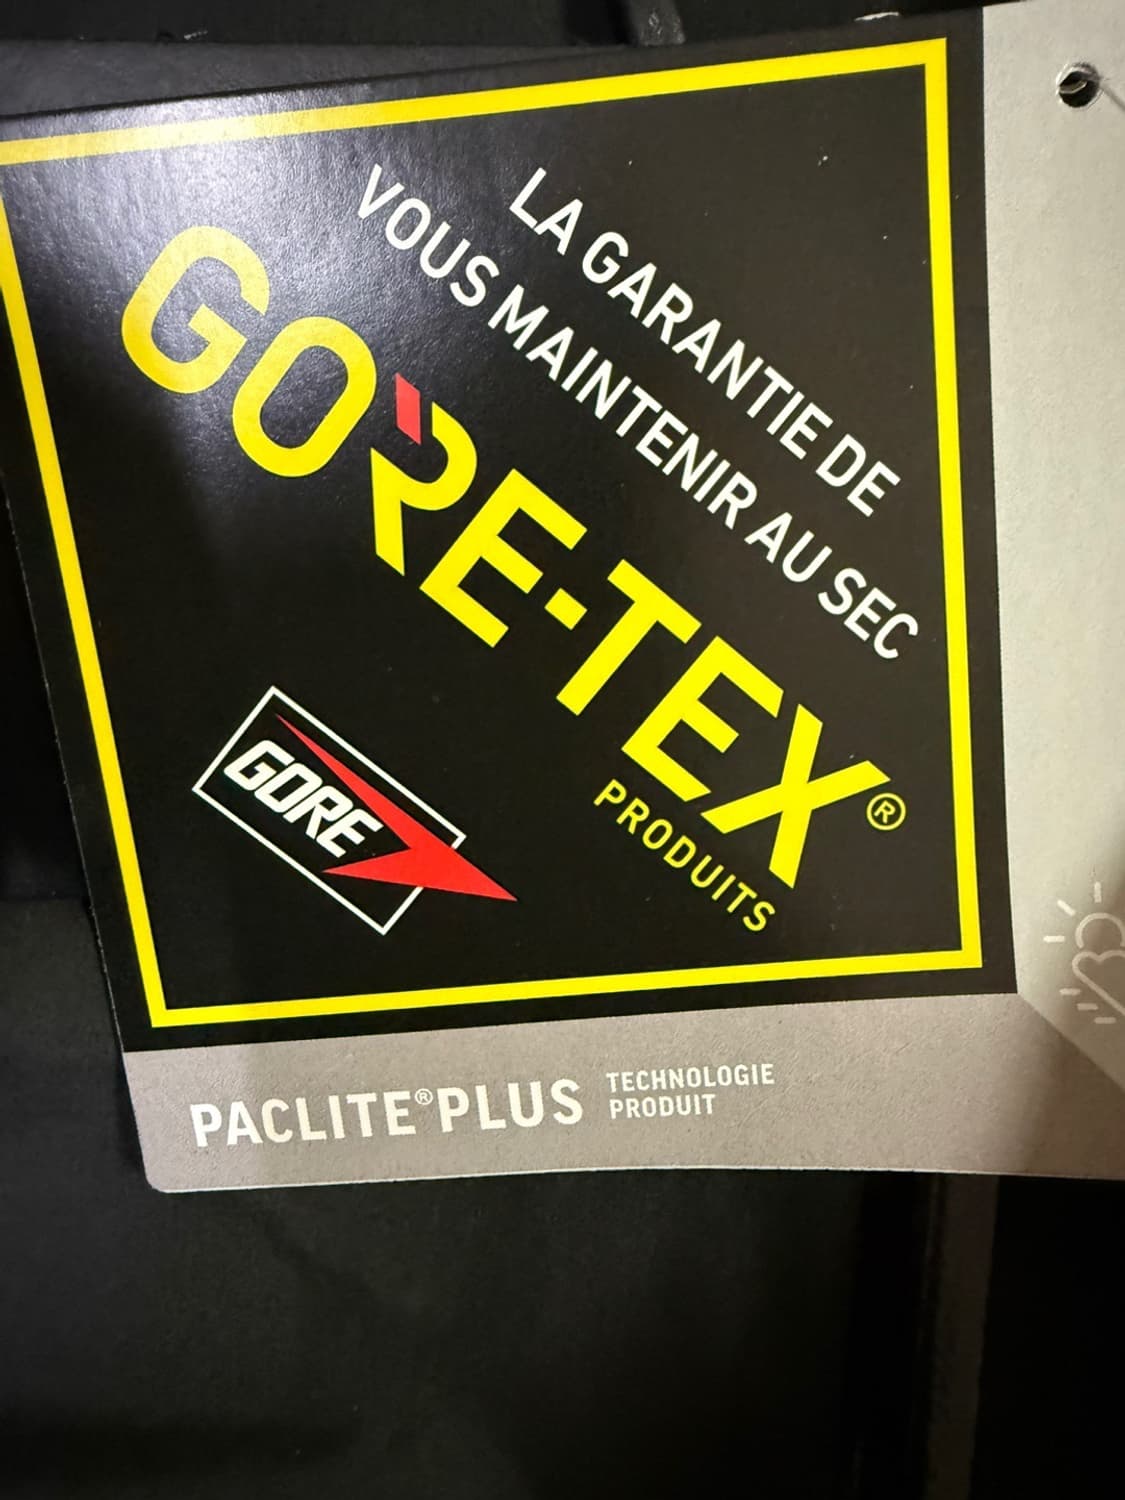 LA GARANTIE DE
VOUS MAINTENIR AU SEC
GORE-TEX®
PRODUITS
GORE
PACLITE® PLUS
TECHNOLOGIE
PRODUIT